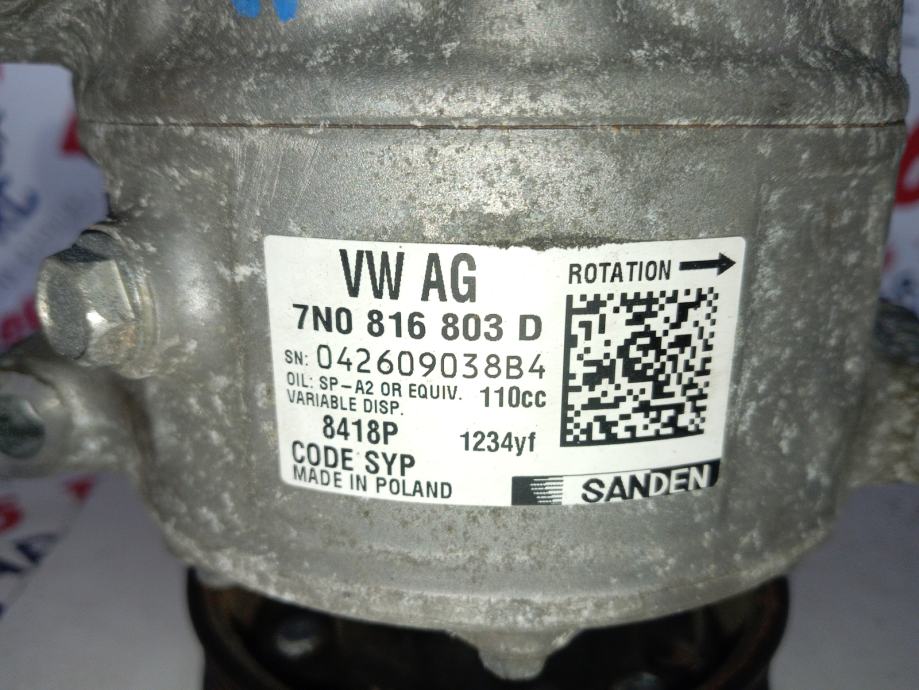 VW AG
ROTATION
7N0 816 803 D
SN: 042609038B4
OIL: SP-A2 OR EQUIV. 110cc
VARIABLE DISP.
8418P 1234yf
CODE SYP
MADE IN POLAND
SANDEN